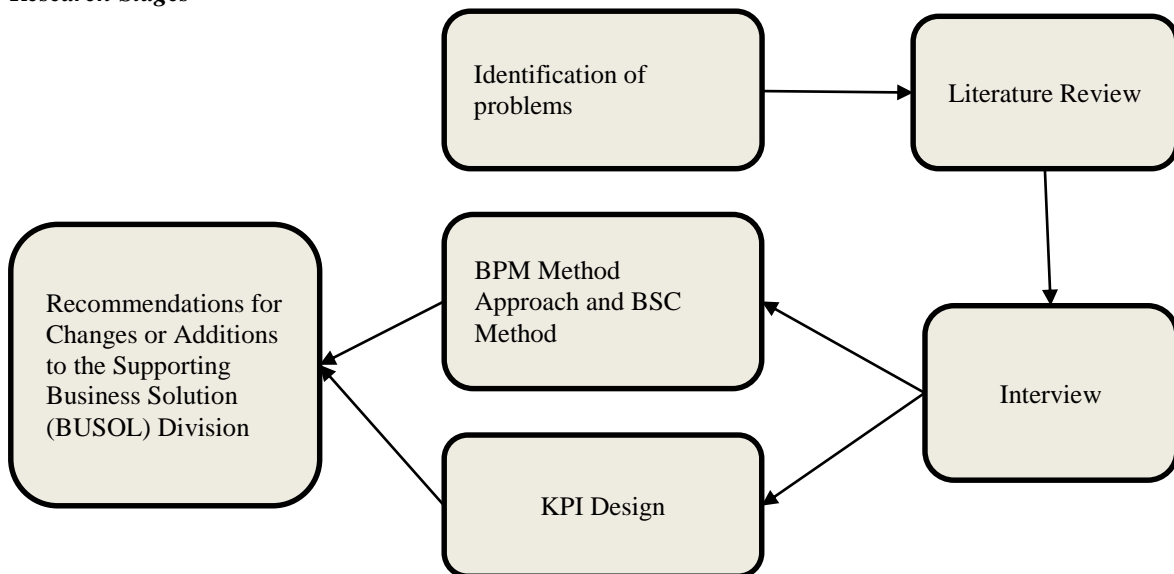 Research Stages
Identification of
problems
Literature Review
BPM Method
Approach and BSC
Method
Recommendations for
Changes or Additions
to the Supporting
Business Solution
(BUSOL) Division
Interview
KPI Design